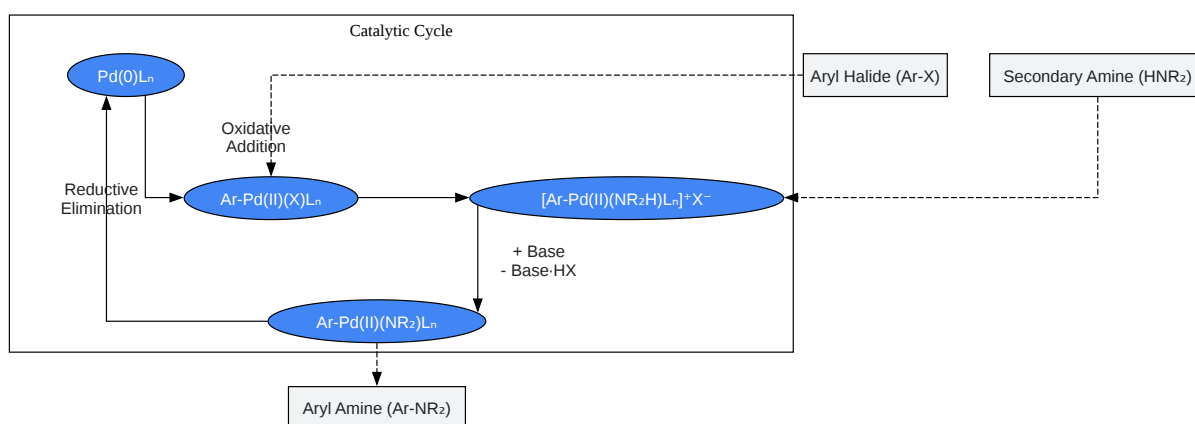 Catalytic Cycle
Pd(0)Lₙ
Aryl Halide (Ar-X)
Secondary Amine (HNR₂)
Oxidative
Addition
Reductive
Elimination
Ar-Pd(II)(X)Lₙ
[Ar-Pd(II)(NR₂H)Lₙ]⁺X⁻
+ Base
- Base·HX
Ar-Pd(II)(NR₂)Lₙ
Aryl Amine (Ar-NR₂)